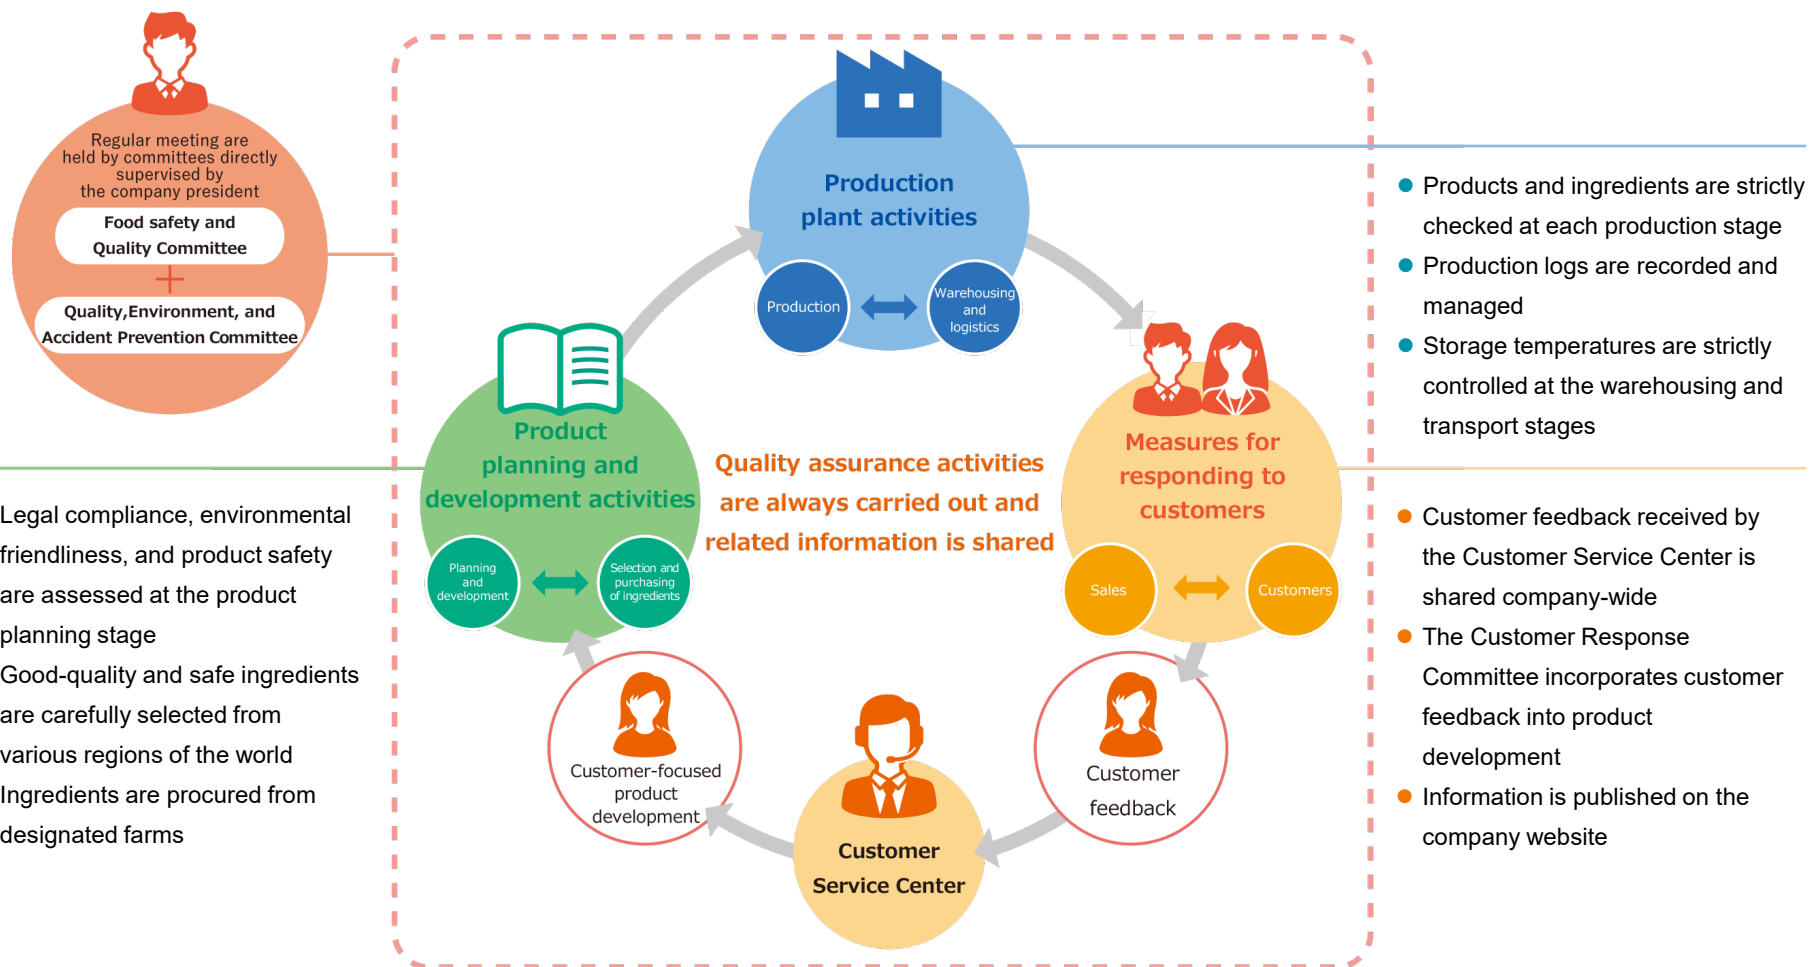 Regular meeting are
held by committees directly
supervised by
the company president
Food safety and
Quality Committee
Quality,Environment, and
Accident Prevention Committee
Production
plant activities
Production
Warehousing
and
logistics
Products and ingredients are strictly
checked at each production stage
Production logs are recorded and
managed
Storage temperatures are strictly
controlled at the warehousing and
transport stages
Product
planning and
development activities
Planning
and
development
Selection and
purchasing
of ingredients
Quality assurance activities
are always carried out and
related information is shared
Measures for
responding to
customers
Sales
Customers
Legal compliance, environmental
friendliness, and product safety
are assessed at the product
planning stage
Good-quality and safe ingredients
are carefully selected from
various regions of the world
Ingredients are procured from
designated farms
Customer feedback received by
the Customer Service Center is
shared company-wide
The Customer Response
Committee incorporates customer
feedback into product
development
Information is published on the
company website
Customer-focused
product
development
Customer
feedback
Customer
Service Center